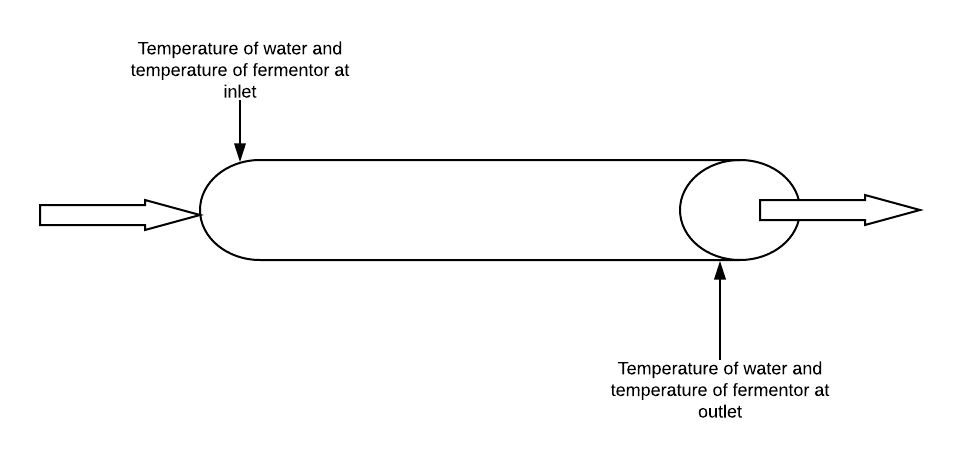 Temperature of water and
temperature of fermentor at
inlet
Temperature of water and
temperature of fermentor at
outlet